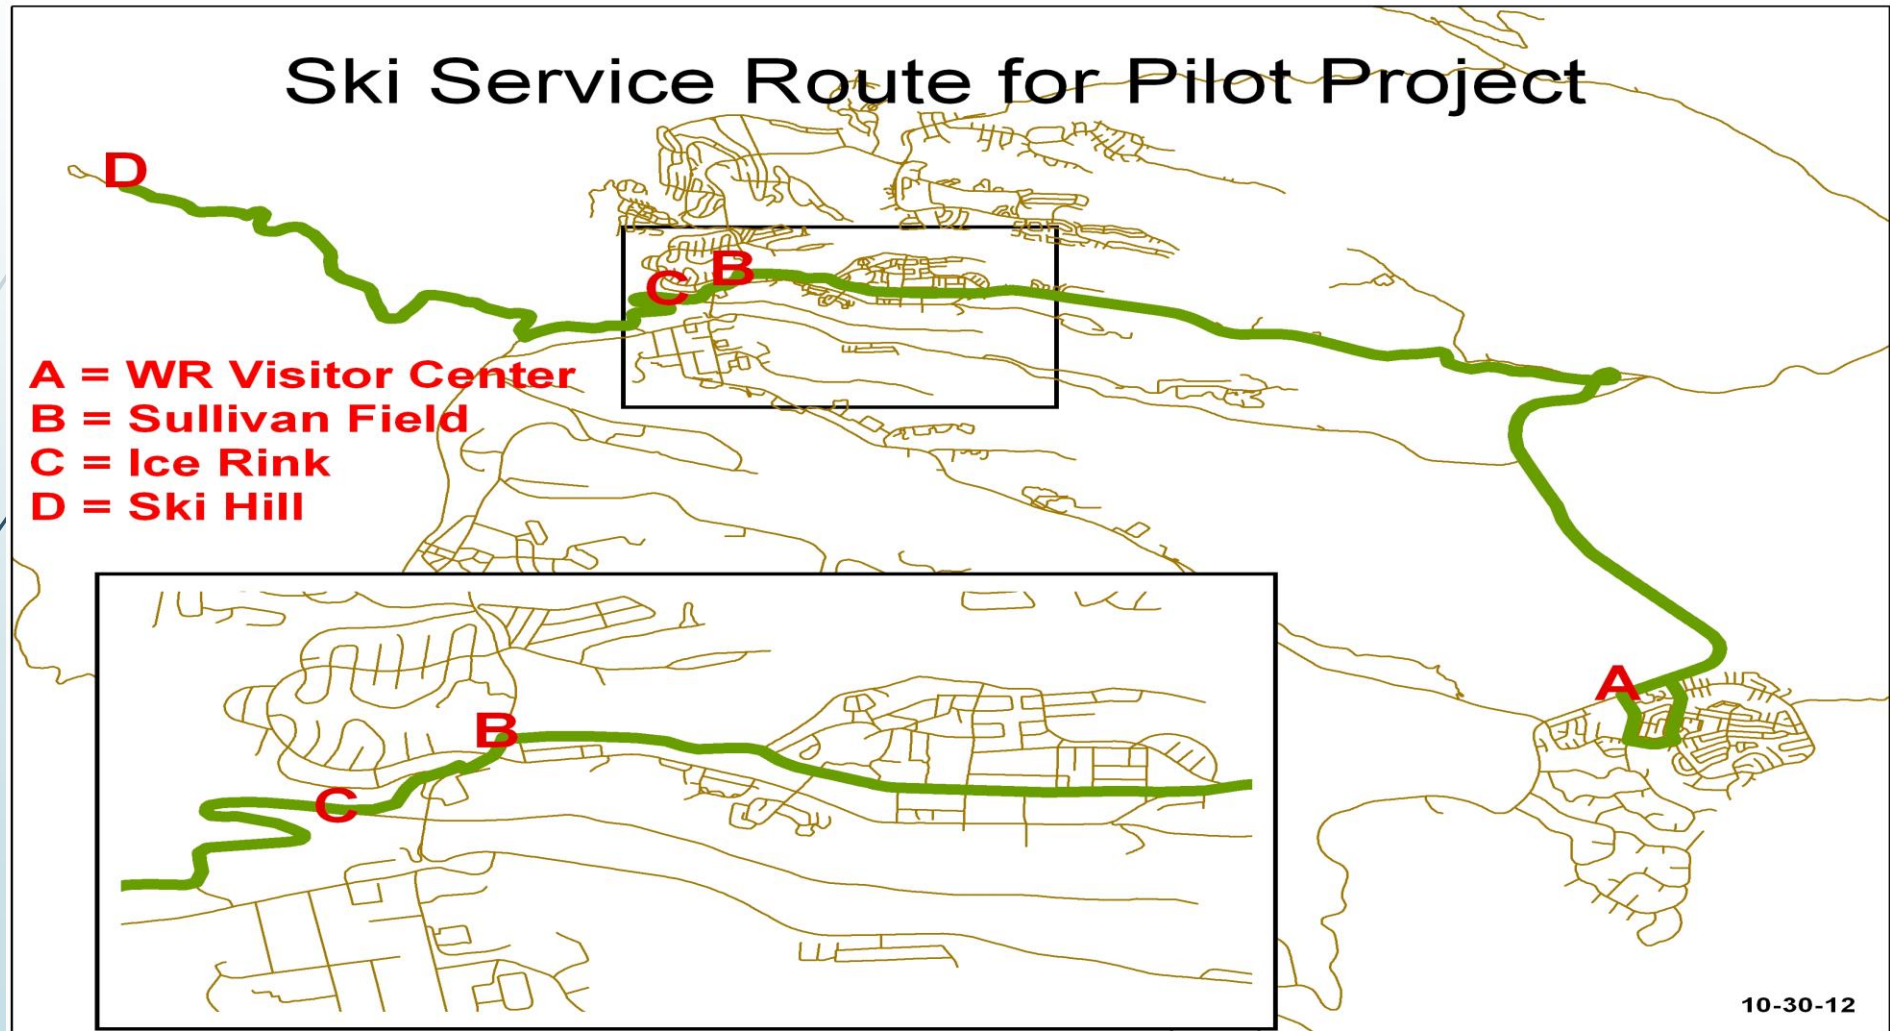 Ski Service Route for Pilot Project
D
B
C
A = WR Visitor Center
B = Sullivan Field
C = Ice Rink
D = Ski Hill
A
B
C
10-30-12